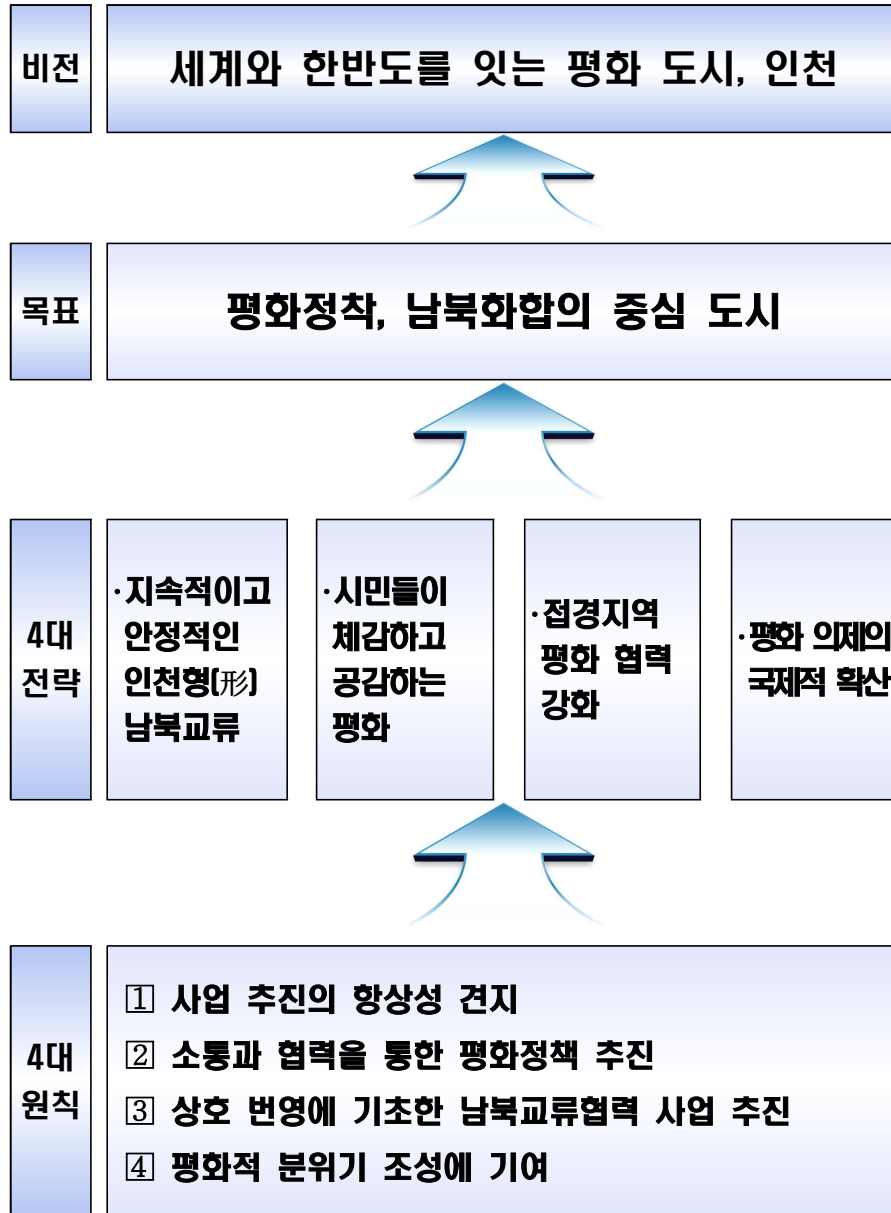 비전
세계와 한반도를 잇는 평화 도시, 인천
목표
평화정착, 남북화합의 중심 도시
4대
전략
·지속적이고
안정적인
인천형(形)
남북교류
·시민들이
체감하고
공감하는
평화
·접경지역
평화 협력
강화
·평화 의제의
국제적 확산
4대
원칙
1 사업 추진의 항상성 견지
2 소통과 협력을 통한 평화정책 추진
3 상호 번영에 기초한 남북교류협력 사업 추진
4 평화적 분위기 조성에 기여